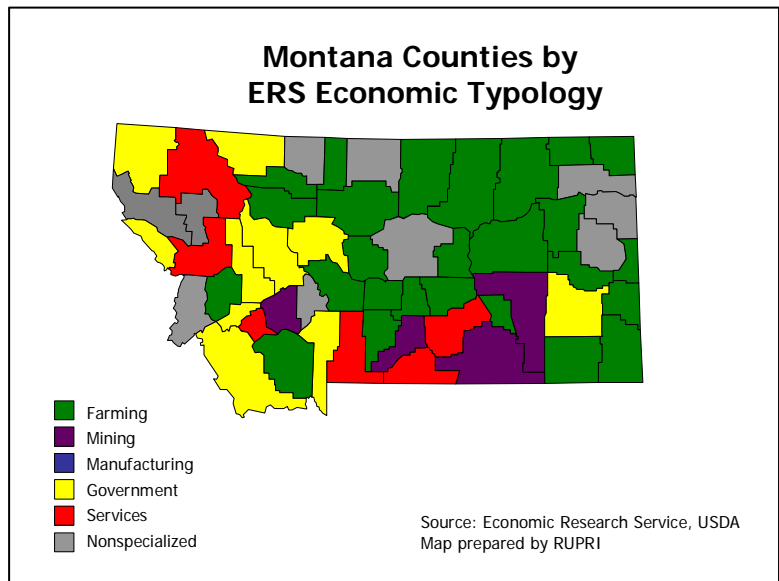 Montana Counties by
ERS Economic Typology
Farming
Mining
Manufacturing
Government
Services
Nonspecialized
Source: Economic Research Service, USDA
Map prepared by RUPRI